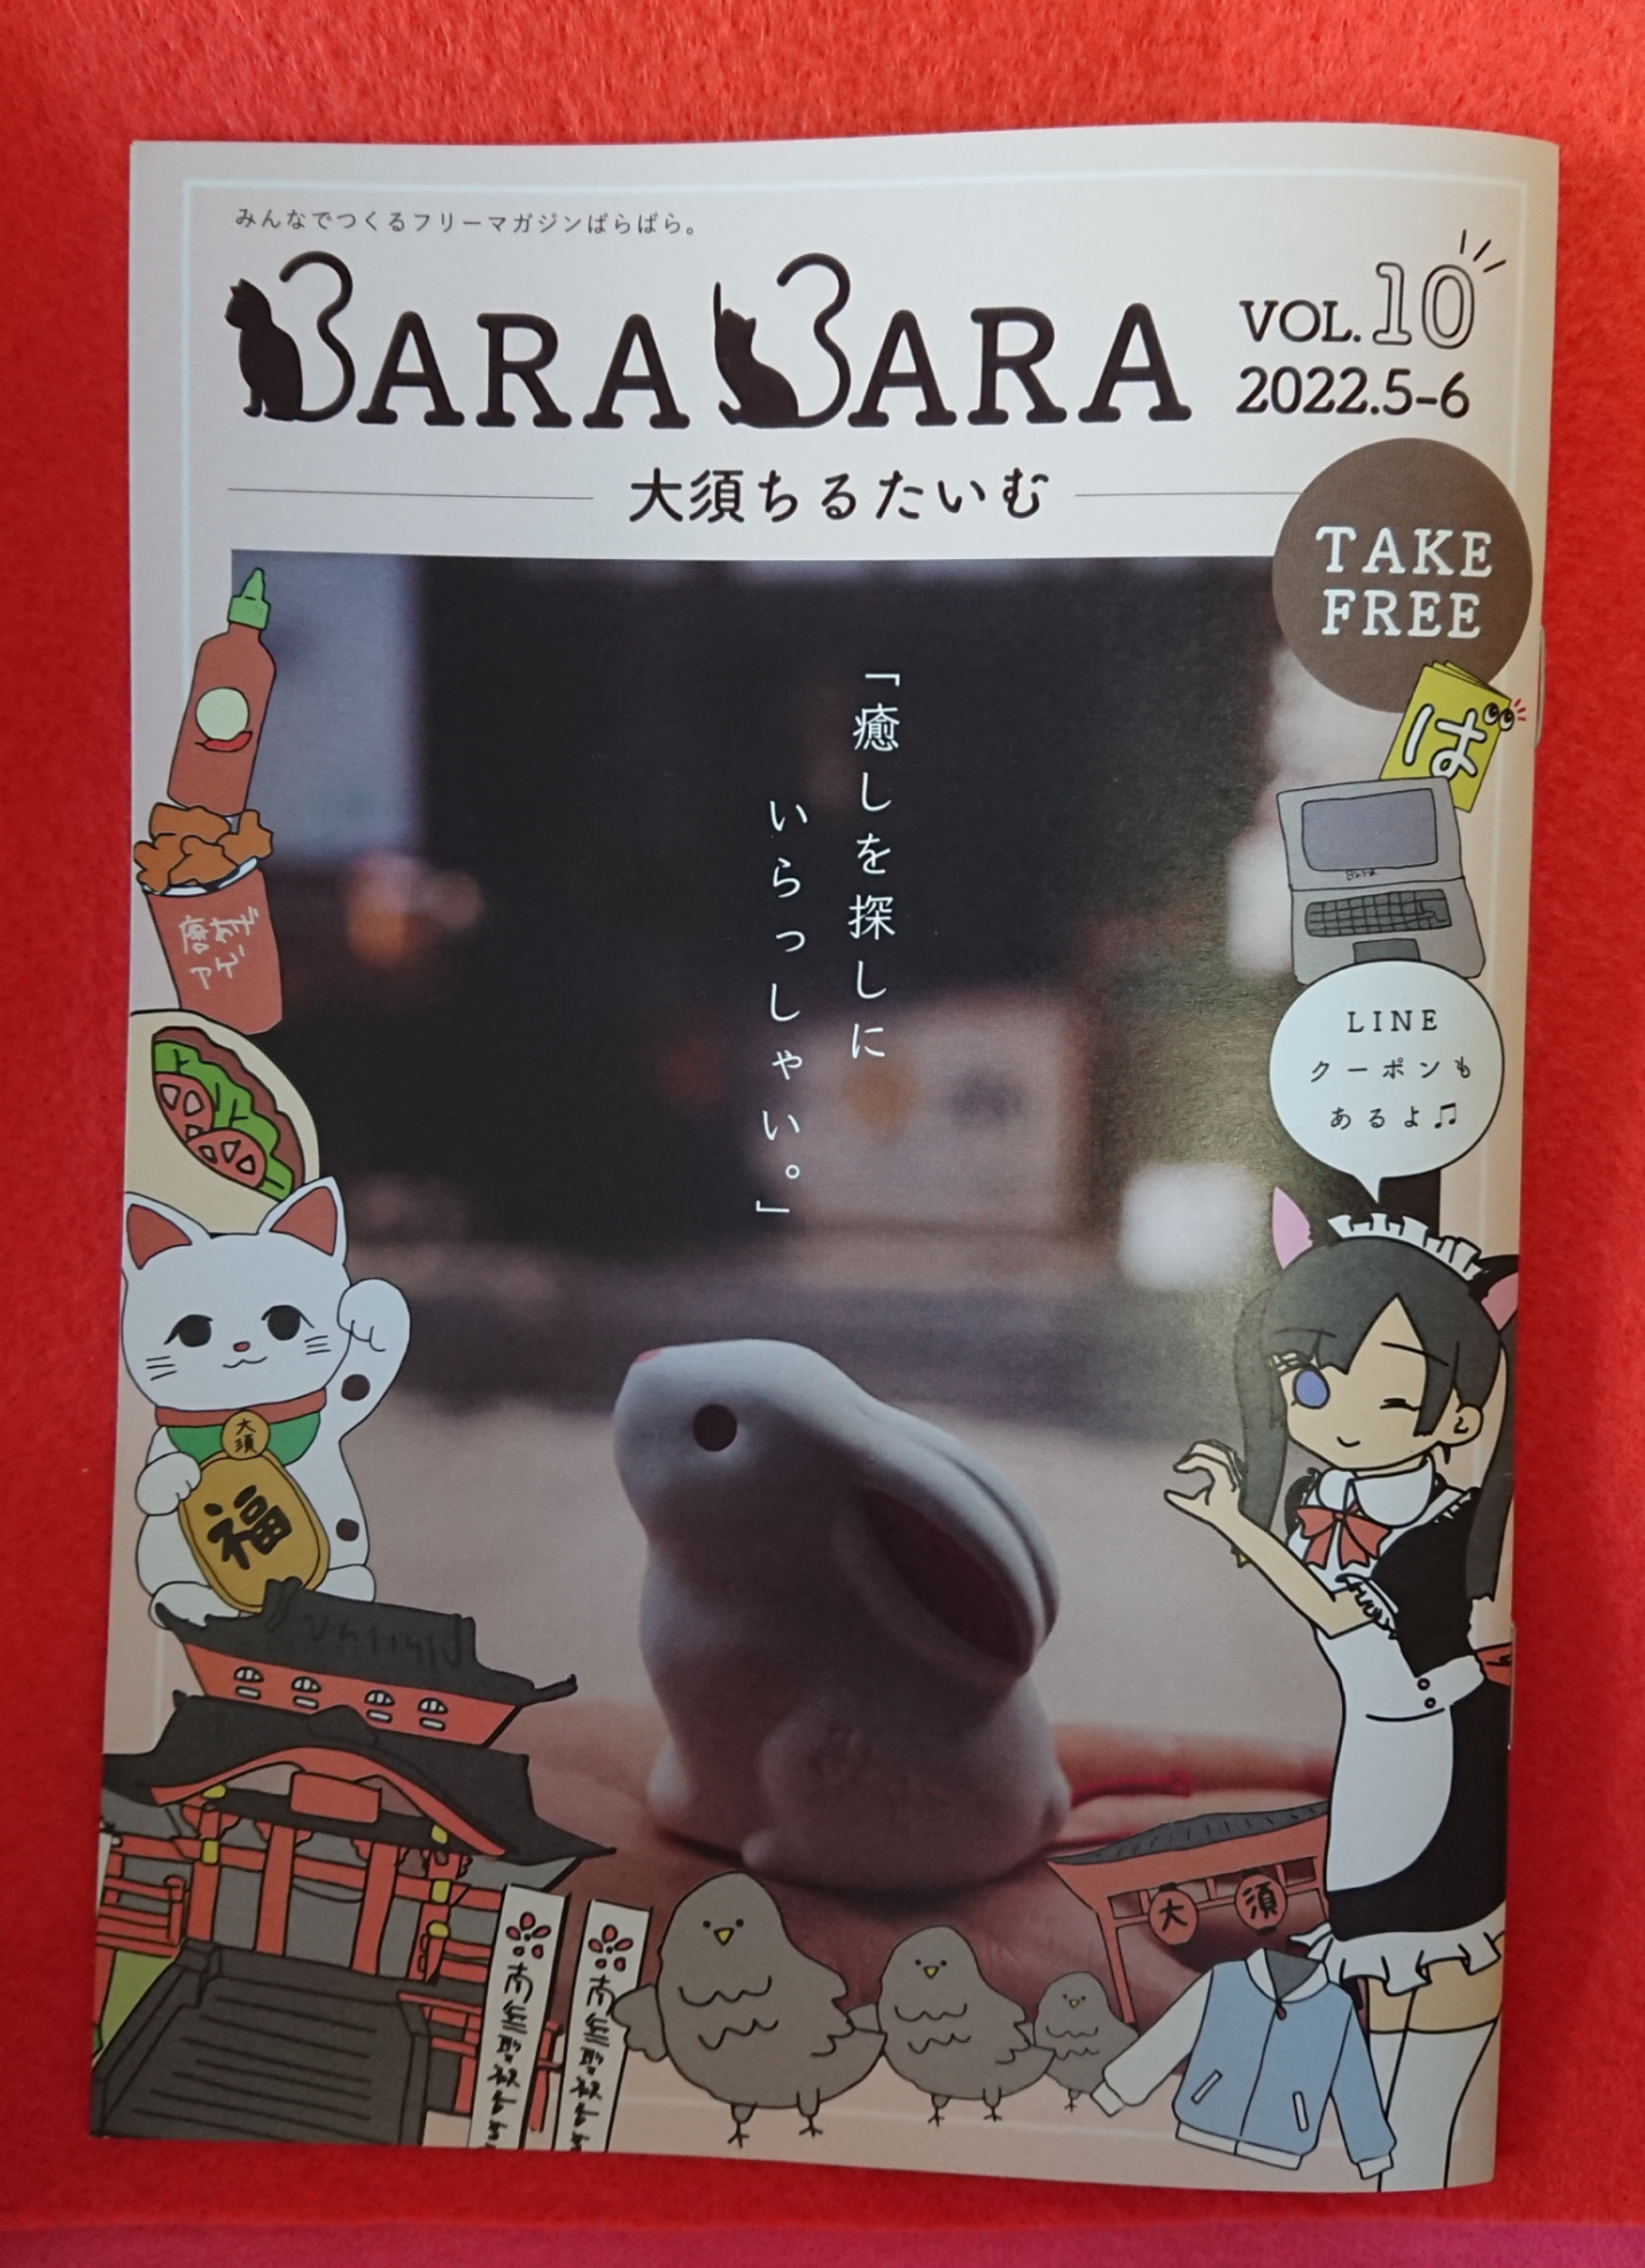 みんなでつくるフリーマガジンばらばら。
BARABARA
VOL.10
2022.5-6
大須ちるたいむ
TAKE
FREE
「癒しを探しに
いらっしゃい。」
ば
LINE
クーポンも
あるよ♫
大須
福
大須